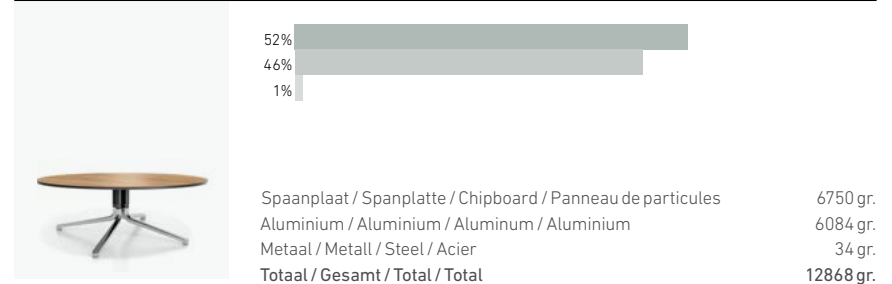 52%
46%
1%
Spaanplaat / Spanplatte / Chipboard / Panneau de particules 6750 gr.
Aluminium / Aluminium / Aluminum / Aluminium 6084 gr.
Metaal / Metall / Steel / Acier 34 gr.
Totaal / Gesamt / Total / Total 12868 gr.